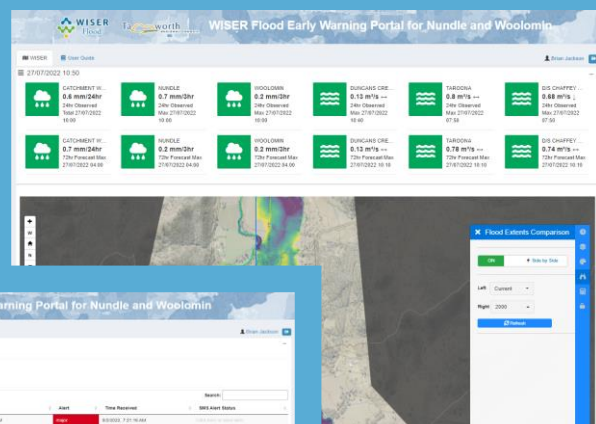 WISER Flood
Tamworth
WISER Flood Early Warning Portal for Nundle and Woolomin
WISER
User Guide
Brian Jackson
27/07/2022 10:50
CATCHMENT W...
0.6 mm/24hr
24hr Observed
Total 27/07/2022
10:00
NUNDLE
0.2 mm/3hr
24hr Observed
Max 27/07/2022
10:00
WOOLOMIN
0.2 mm/3hr
24hr Observed
Max 27/07/2022
10:00
DUNCANS CRE...
0.13 m³/s --
24hr Observed
Max 27/07/2022
TAROONA
0.8 m³/s --
24hr Observed
Max 27/07/2022
D/S CHAFFEY ...
0.68 m³/s
24hr Observed
Max 27/07/2022
07:50
CATCHMENT W...
0.7 mm/24hr
72hr Forecast Max
27/07/2022 04:00
NUNDLE
0.2 mm/3hr
72hr Forecast Max
27/07/2022 04:00
WOOLOMIN
0.2 mm/3hr
72hr Forecast Max
27/07/2022 04:00
DUNCANS CRE...
0.13 m³/s --
72hr Forecast Max
27/07/2022 10:10
TAROONA
0.78 m³/s --
72hr Forecast Max
27/07/2022 10:10
D/S CHAFFEY ...
0.74 m³/s --
72hr Forecast Max
27/07/2022 10:10
Flood Extents Comparison
ON
Side by Side
Left Current
Right 2000
Refresh
arning Portal for Nundle and Woolomin
Brian Jackson
Search:
Alert
Time Received
SMS Alert Status
major
7:21:16 AM